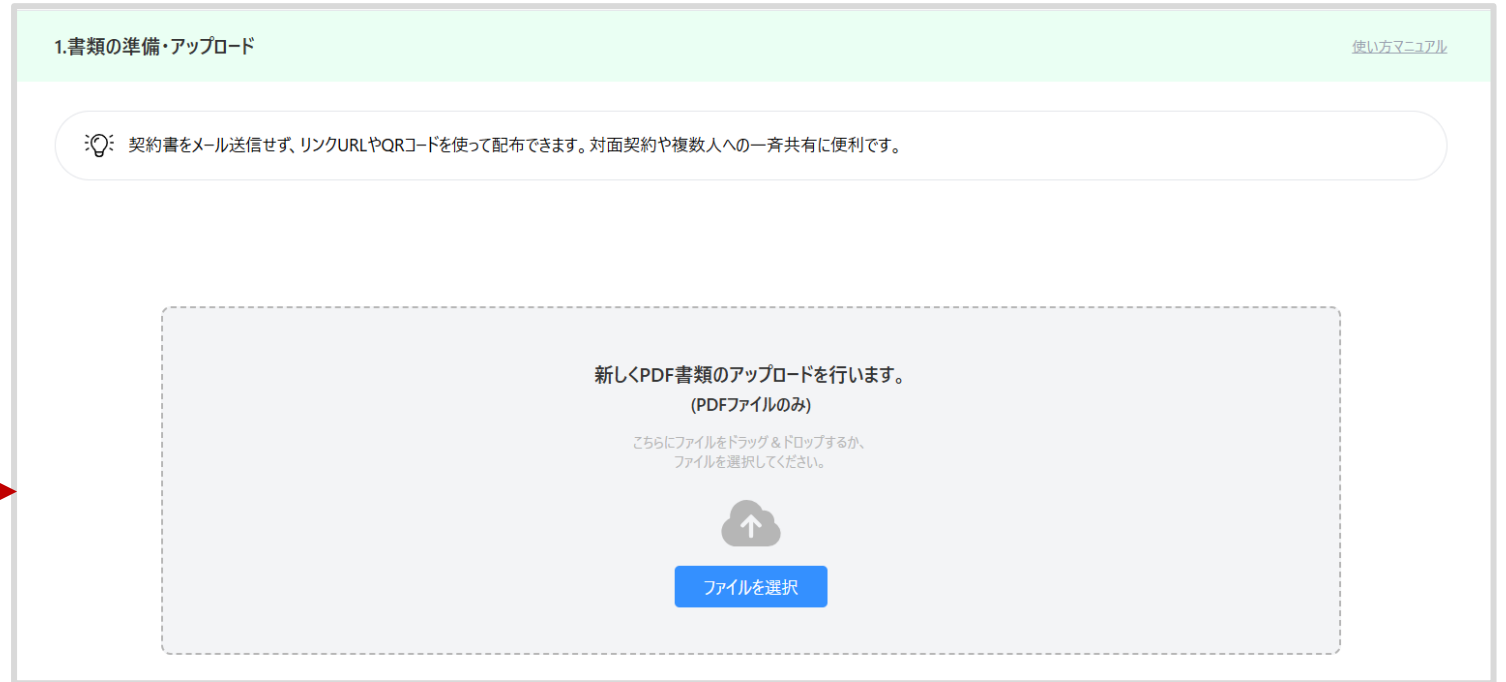 1.書類の準備・アップロード
使い方マニュアル
契約書をメール送信せず、リンクURLやQRコードを使って配布できます。対面契約や複数人への一斉共有に便利です。
新しくPDF書類のアップロードを行います。
(PDFファイルのみ)
こちらにファイルをドラッグ＆ドロップするか、
ファイルを選択してください。
ファイルを選択